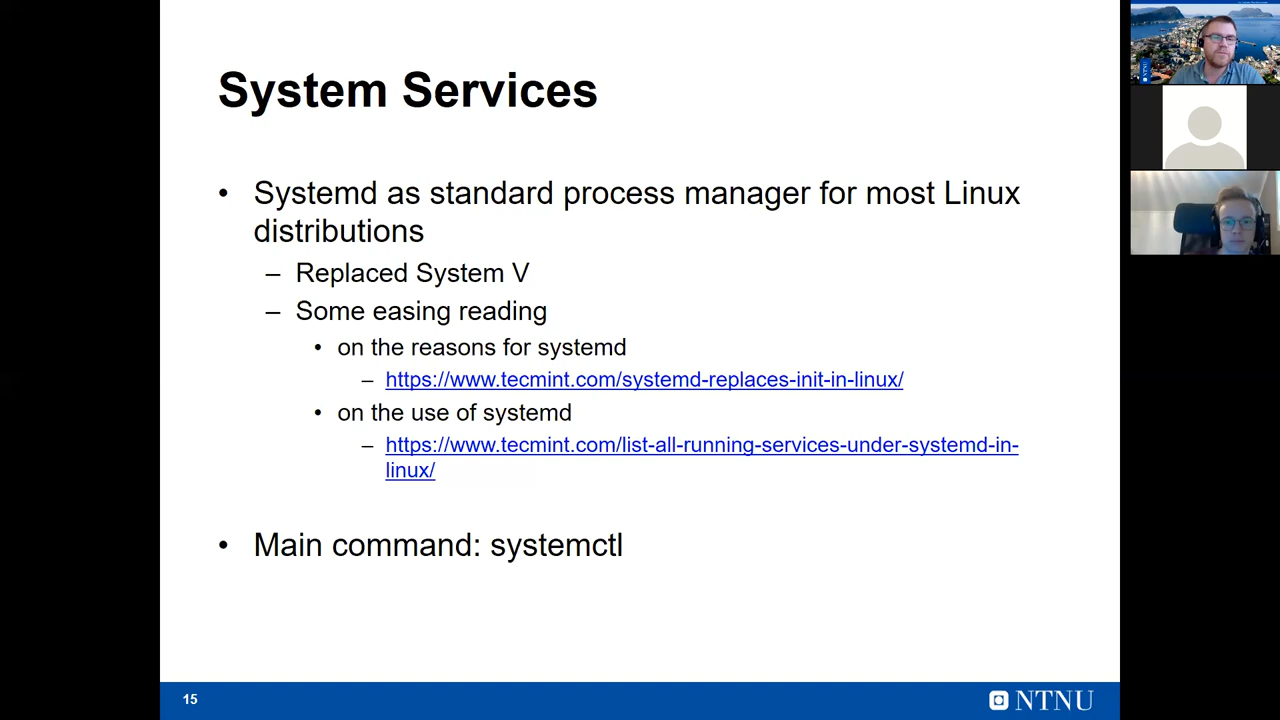 System Services
• Systemd as standard process manager for most Linux
distributions
– Replaced System V
– Some easing reading
• on the reasons for systemd
– https://www.tecmint.com/systemd-replaces-init-in-linux/
• on the use of systemd
– https://www.tecmint.com/list-all-running-services-under-systemd-in-
linux/
• Main command: systemctl
15
NTNU
NTNU